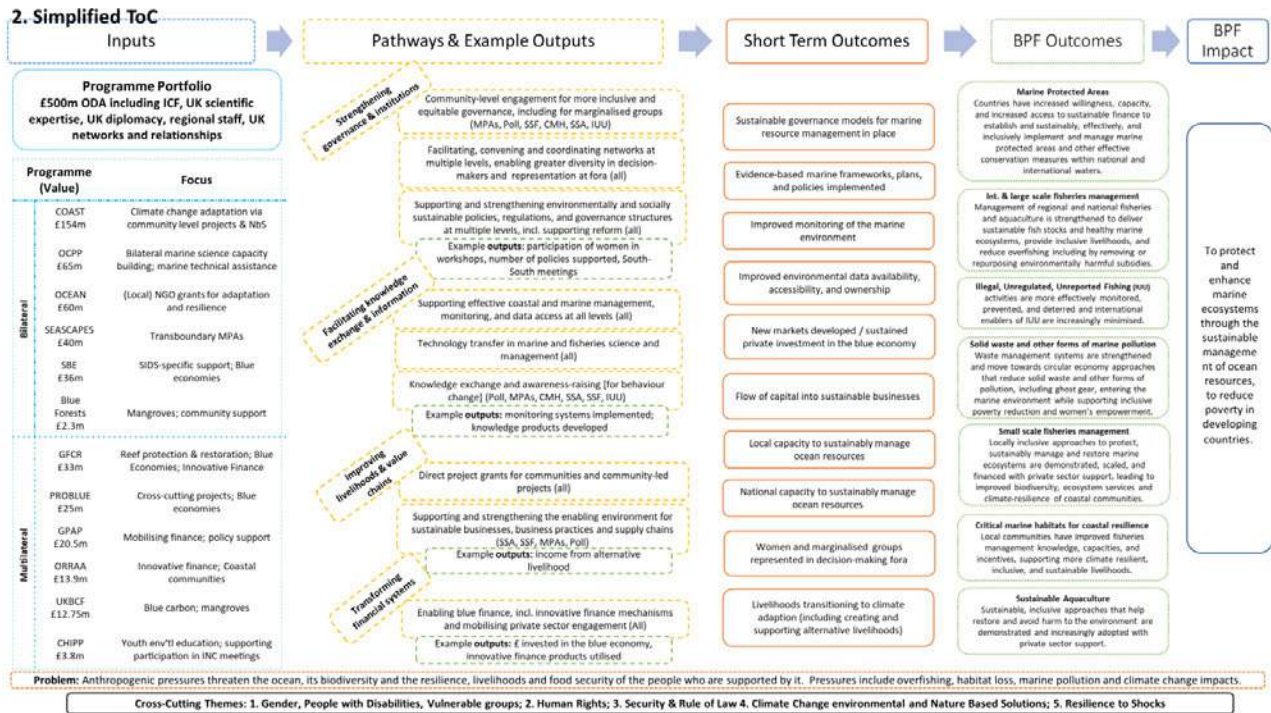 2. Simplified ToC
Inputs
Pathways & Example Outputs
Short Term Outcomes
BPF Outcomes
BPF
Impact
Programme Portfolio
£500m ODA including ICF, UK scientific
expertise, UK diplomacy, regional staff, UK
networks and relationships
Programme
(Value)
Focus
Bilateral
COAST
£154m
Climate change adaptation via
community level projects & NbS
OCPP
£65m
Bilateral marine science capacity
building; marine technical assistance
OCEAN
£60m
(Local) NGO grants for adaptation
and resilience
SEASCAPES
£40m
Transboundary MPAs
SBE
£36m
SIDS-specific support; Blue
economies
Blue
Forests
£2.3m
Mangroves; community support
Multilateral
GFCR
£33m
Reef protection & restoration; Blue
Economies; Innovative Finance
PROBLUE
£25m
Cross-cutting projects; Blue
economies
GPAP
£20.5m
Mobilising finance; policy support
ORRAA
£13.9m
Innovative finance; Coastal
communities
UKBCF
£12.75m
Blue carbon; mangroves
CHIPP
£3.8m
Youth env'tl education; supporting
participation in INC meetings
Strengthening
governance & institutions
Community-level engagement for more inclusive and
equitable governance, including for marginalised groups
(MPAs, Poll, SSF, CMH, SSA, IUU)
Facilitating, convening and coordinating networks at
multiple levels, enabling greater diversity in decision-
makers and representation at fora (all)
Supporting and strengthening environmentally and socially
sustainable policies, regulations, and governance structures
at multiple levels, incl. supporting reform (all)
Example outputs: participation of women in
workshops, number of policies supported, South-
South meetings
Facilitating knowledge
exchange & information
Supporting effective coastal and marine management,
monitoring, and data access at all levels (all)
Technology transfer in marine and fisheries science and
management (all)
Knowledge exchange and awareness-raising [for behaviour
change] (Poll, MPAs, CMH, SSA, SSF, IUU)
Example outputs: monitoring systems implemented;
knowledge products developed
Improving
livelihoods & value
chains
Direct project grants for communities and community-led
projects (all)
Supporting and strengthening the enabling environment for
sustainable businesses, business practices and supply chains
(SSA, SSF, MPAs, Poll)
Example outputs: income from alternative
livelihood
Transforming
financial systems
Enabling blue finance, incl. innovative finance mechanisms
and mobilising private sector engagement (All)
Example outputs: £ invested in the blue economy,
innovative finance products utilised
Sustainable governance models for marine
resource management in place
Evidence-based marine frameworks, plans,
and policies implemented
Improved monitoring of the marine
environment
Improved environmental data availability,
accessibility, and ownership
New markets developed / sustained
private investment in the blue economy
Flow of capital into sustainable businesses
Local capacity to sustainably manage
ocean resources
National capacity to sustainably manage
ocean resources
Women and marginalised groups
represented in decision-making fora
Livelihoods transitioning to climate
adaption (including creating and
supporting alternative livelihoods)
Marine Protected Areas
Countries have increased willingness, capacity,
and increased access to sustainable finance to
establish and sustainably, effectively, and
inclusively implement and manage marine
protected areas and other effective
conservation measures within national and
international waters.
Int. & large scale fisheries management
Management of regional and national fisheries
and aquaculture is strengthened to deliver
sustainable fish stocks and healthy marine
ecosystems, provide inclusive livelihoods, and
reduce overfishing including by removing or
repurposing environmentally harmful subsidies.
Illegal, Unregulated, Unreported Fishing (IUU)
activities are more effectively monitored,
prevented, and deterred and international
enablers of IUU are increasingly minimised.
Solid waste and other forms of marine pollution
Waste management systems are strengthened
and move towards circular economy approaches
that reduce solid waste and other forms of
pollution, including ghost gear, entering the
marine environment while supporting inclusive
poverty reduction and women's empowerment.
Small scale fisheries management
Locally inclusive approaches to protect,
sustainably manage and restore marine
ecosystems are demonstrated, scaled, and
financed with private sector support, leading to
improved biodiversity, ecosystem services and
climate-resilience of coastal communities.
Critical marine habitats for coastal resilience
Local communities have improved fisheries
management knowledge, capacities, and
incentives, supporting more climate resilient,
inclusive, and sustainable livelihoods.
Sustainable Aquaculture
Sustainable, inclusive approaches that help
restore and avoid harm to the environment are
demonstrated and increasingly adopted with
private sector support.
To protect
and
enhance
marine
ecosystems
through the
sustainable
manageme
nt of ocean
resources,
to reduce
poverty in
developing
countries.
Problem: Anthropogenic pressures threaten the ocean, its biodiversity and the resilience, livelihoods and food security of the people who are supported by it. Pressures include overfishing, habitat loss, marine pollution and climate change impacts.
Cross-Cutting Themes: 1. Gender, People with Disabilities, Vulnerable groups; 2. Human Rights; 3. Security & Rule of Law 4. Climate Change environmental and Nature Based Solutions; 5. Resilience to Shocks